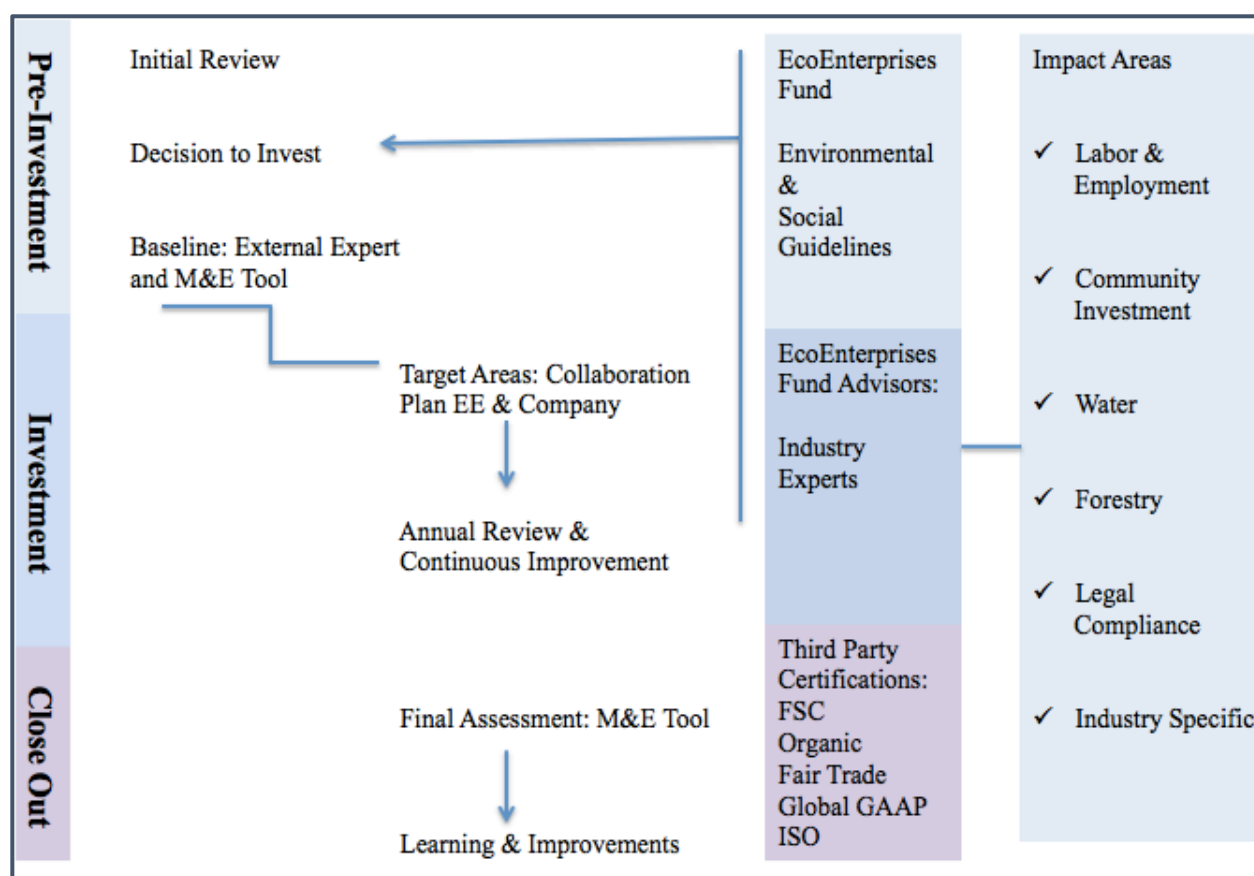 Pre-Investment
Initial Review
Decision to Invest
Baseline: External Expert
and M&E Tool
Investment
Target Areas: Collaboration
Plan EE & Company
Annual Review &
Continuous Improvement
Close Out
Final Assessment: M&E Tool
Learning & Improvements
EcoEnterprises
Fund
Environmental
&
Social
Guidelines
EcoEnterprises
Fund Advisors:
Industry
Experts
Third Party
Certifications:
FSC
Organic
Fair Trade
Global GAAP
ISO
Impact Areas
✓ Labor &
Employment
✓ Community
Investment
✓ Water
✓ Forestry
✓ Legal
Compliance
✓ Industry Specific